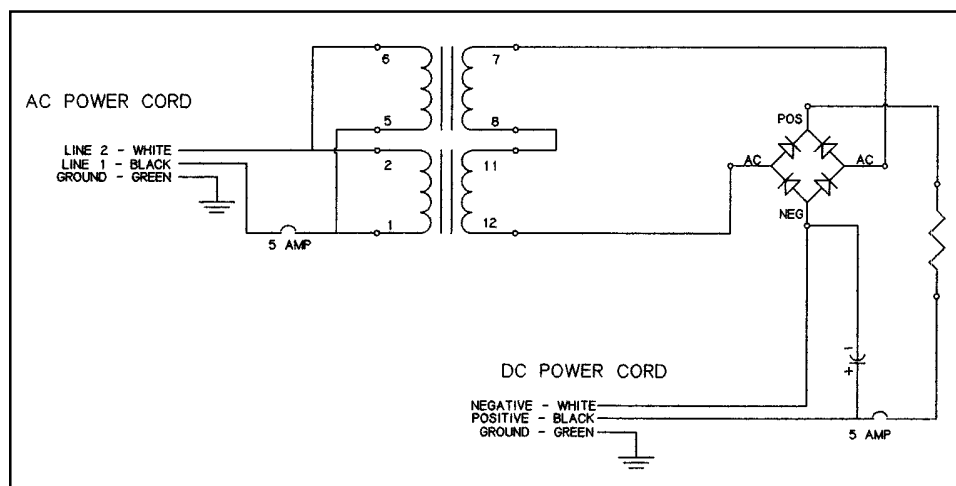 6
7
AC POWER CORD
5
8
POS
LINE 2 - WHITE
LINE 1 - BLACK
GROUND - GREEN
2
11
AC
AC
1
12
NEG
5 AMP
-
+
DC POWER CORD
NEGATIVE - WHITE
POSITIVE - BLACK
GROUND - GREEN
5 AMP